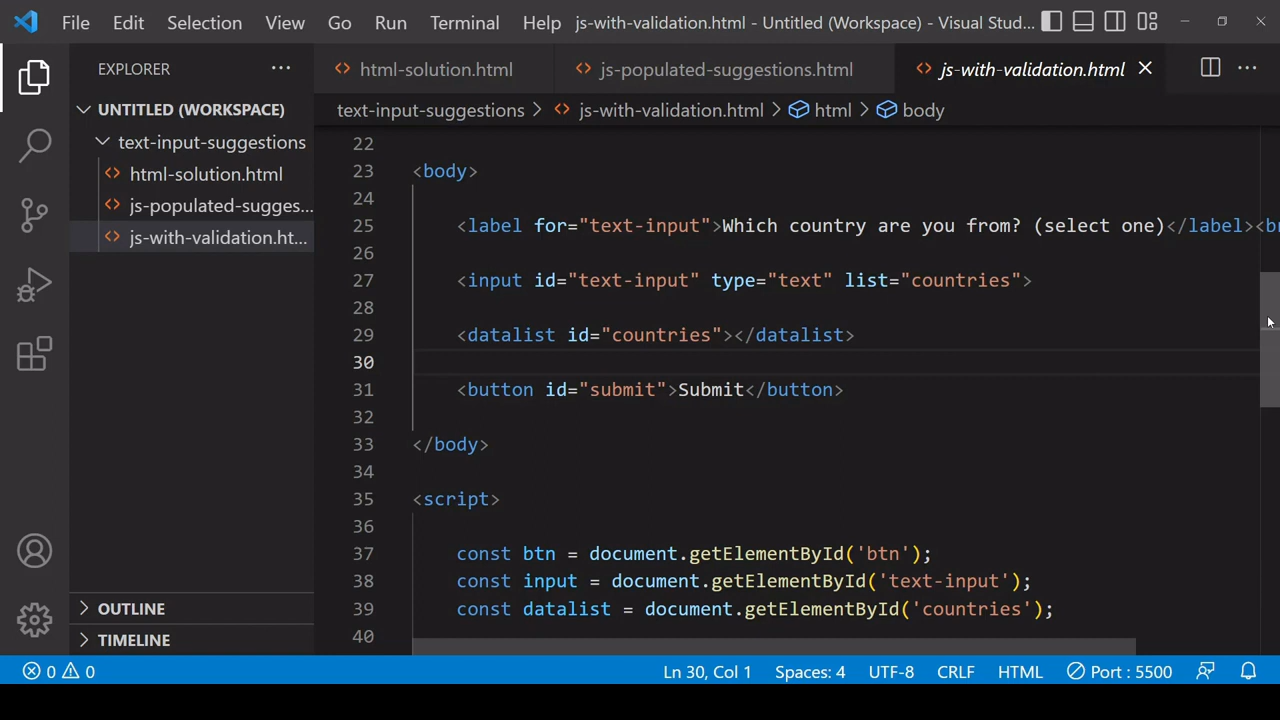 File Edit Selection View Go Run Terminal Help js-with-validation.html - Untitled (Workspace) - Visual Stud...
EXPLORER ...
html-solution.html
js-populated-suggestions.html
js-with-validation.html
UNTITLED (WORKSPACE)
text-input-suggestions
html-solution.html
js-populated-sugges...
js-with-validation.ht...
OUTLINE
TIMELINE
text-input-suggestions > js-with-validation.html > html > body
22
23 <body>
24
25 <label for="text-input">Which country are you from? (select one)</label><br
26
27 <input id="text-input" type="text" list="countries">
28
29 <datalist id="countries"></datalist>
30
31 <button id="submit">Submit</button>
32
33 </body>
34
35 <script>
36
37 const btn = document.getElementById('btn');
38 const input = document.getElementById('text-input');
39 const datalist = document.getElementById('countries');
40
0 0 Ln 30, Col 1 Spaces: 4 UTF-8 CRLF HTML Port : 5500